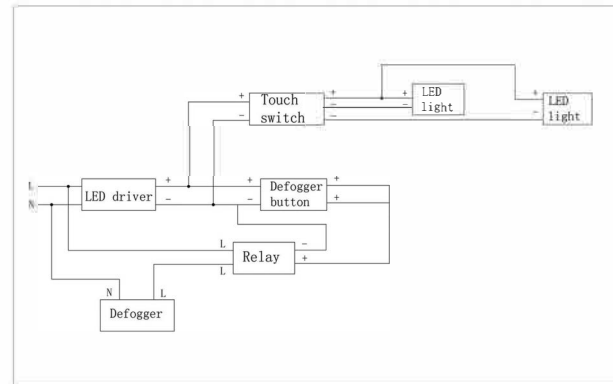 + Touch switch + + LED light + LED light
- - - - -
L LED driver + + Defogger button +
N - - +
L Relay -
L +
N L
Defogger